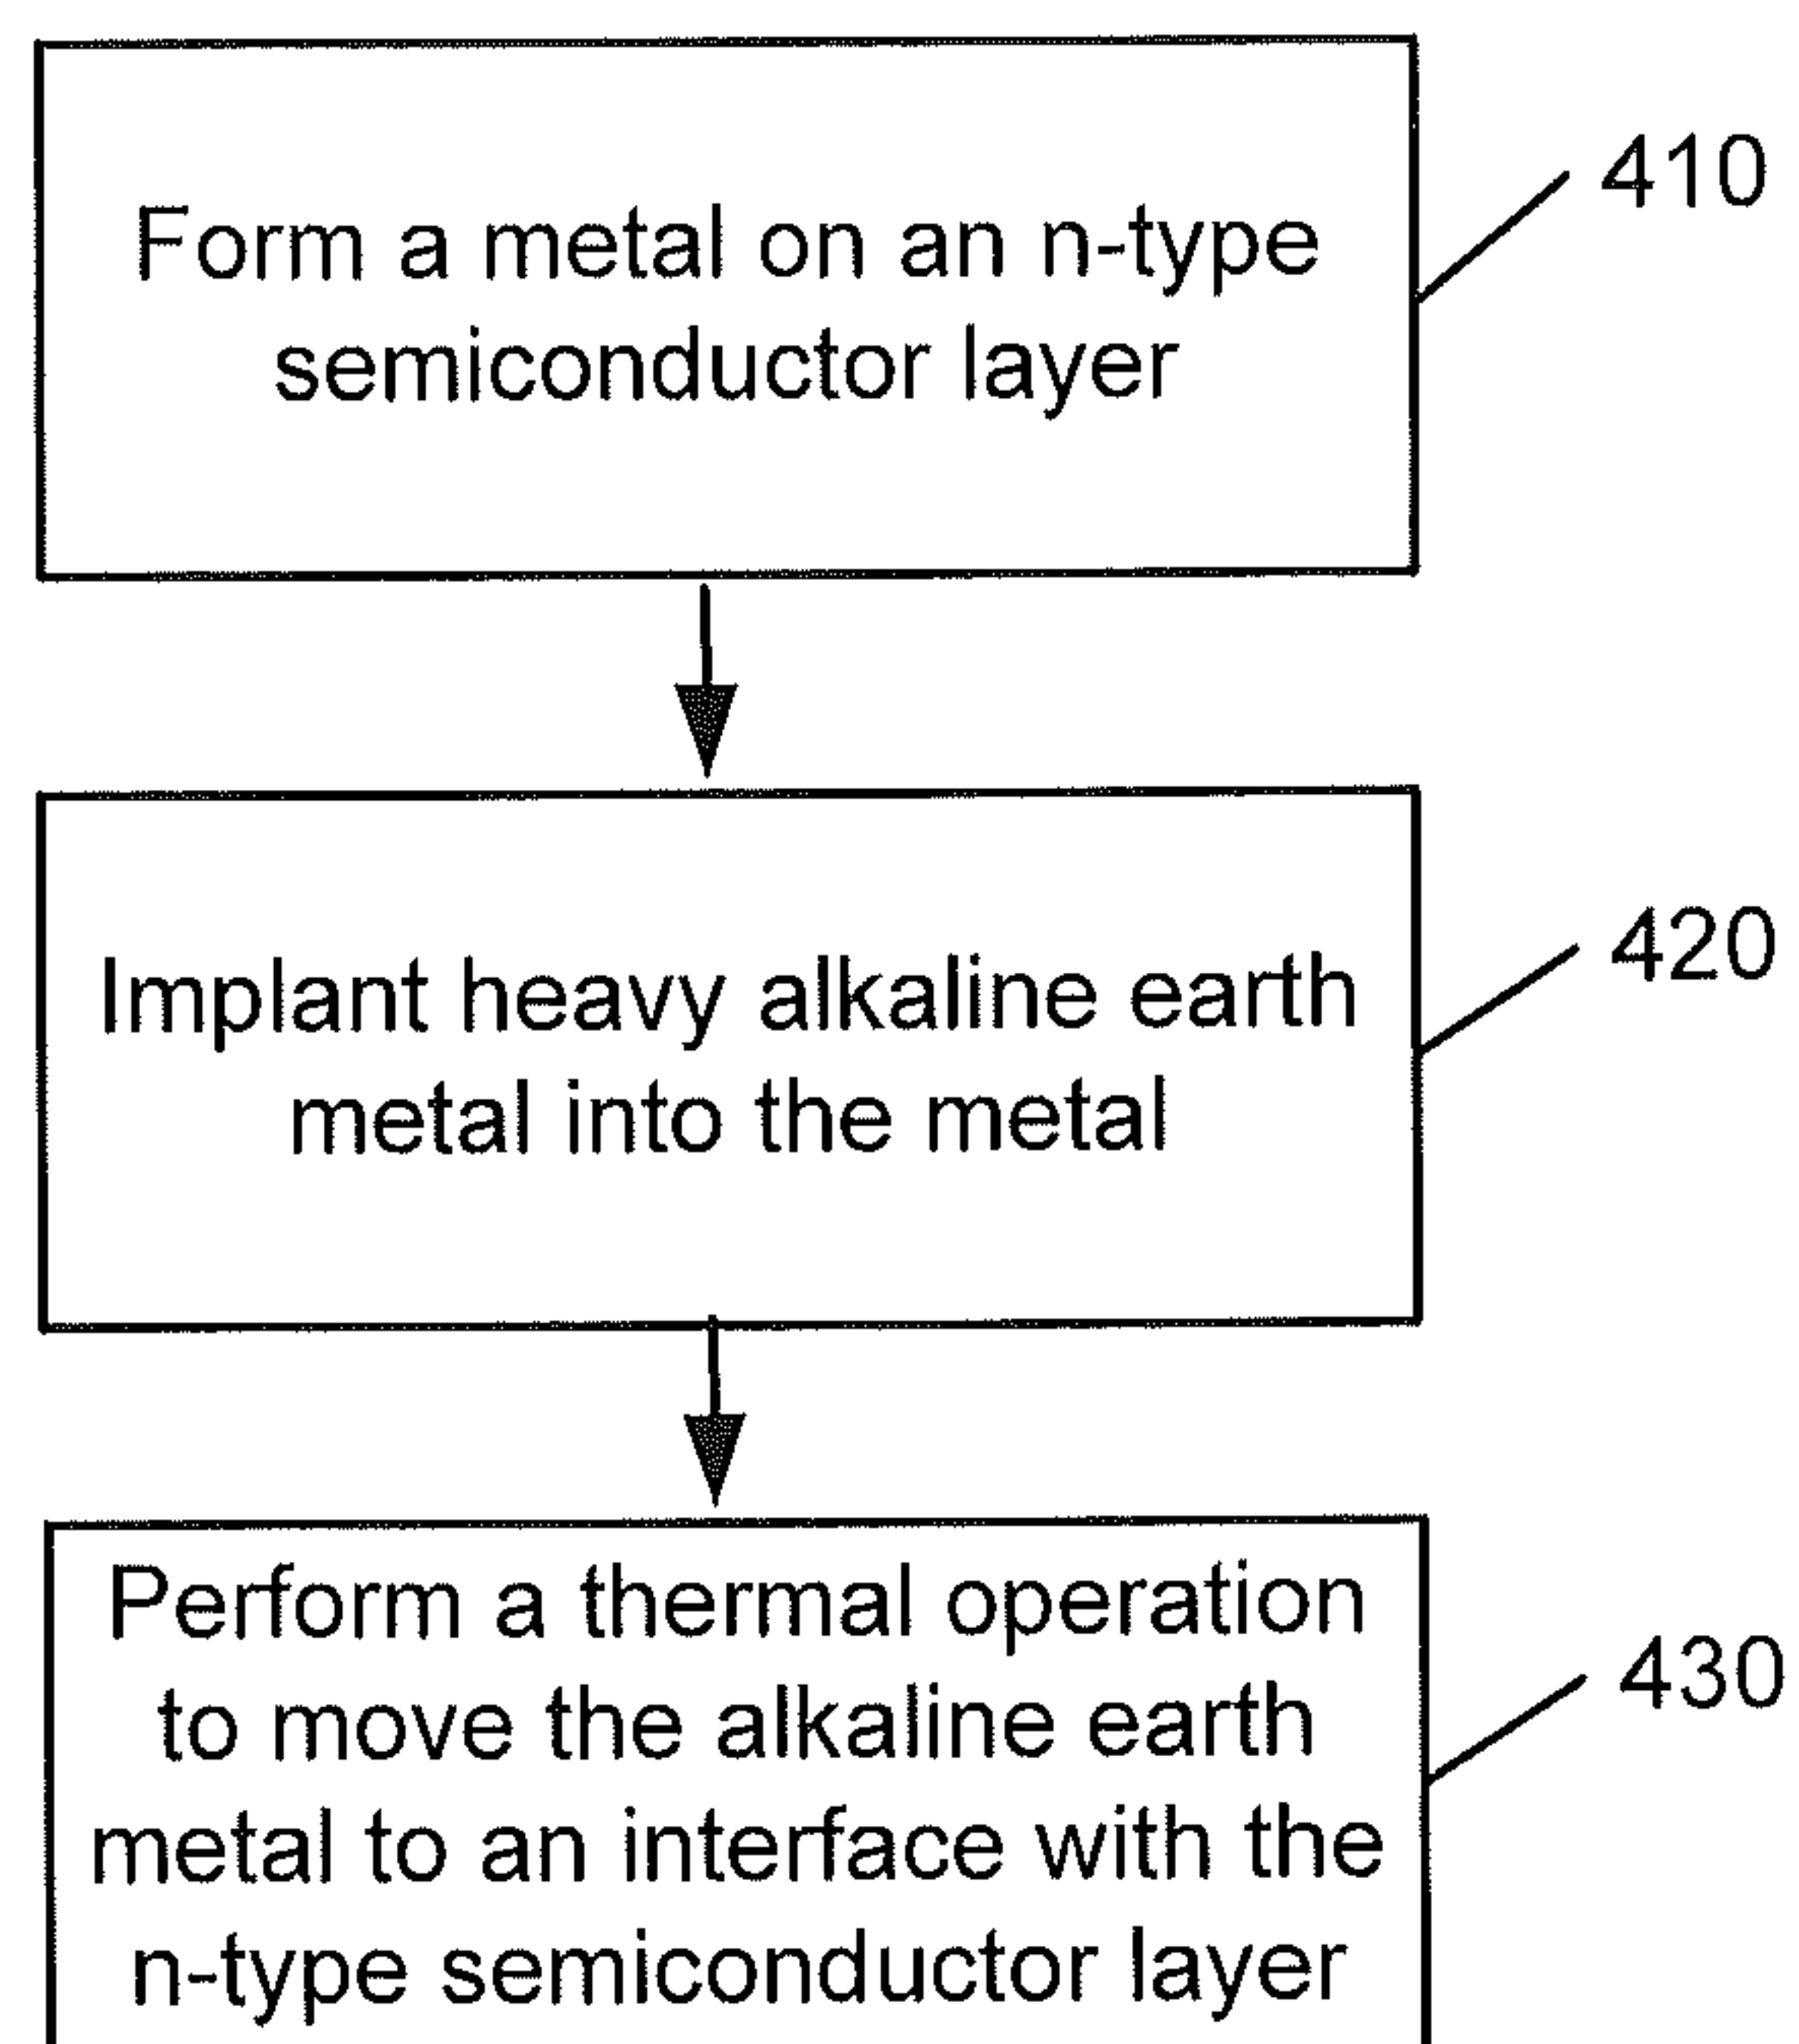 Form a metal on an n-type
semiconductor layer
410
Implant heavy alkaline earth
metal into the metal
420
Perform a thermal operation
to move the alkaline earth
metal to an interface with the
n-type semiconductor layer
430